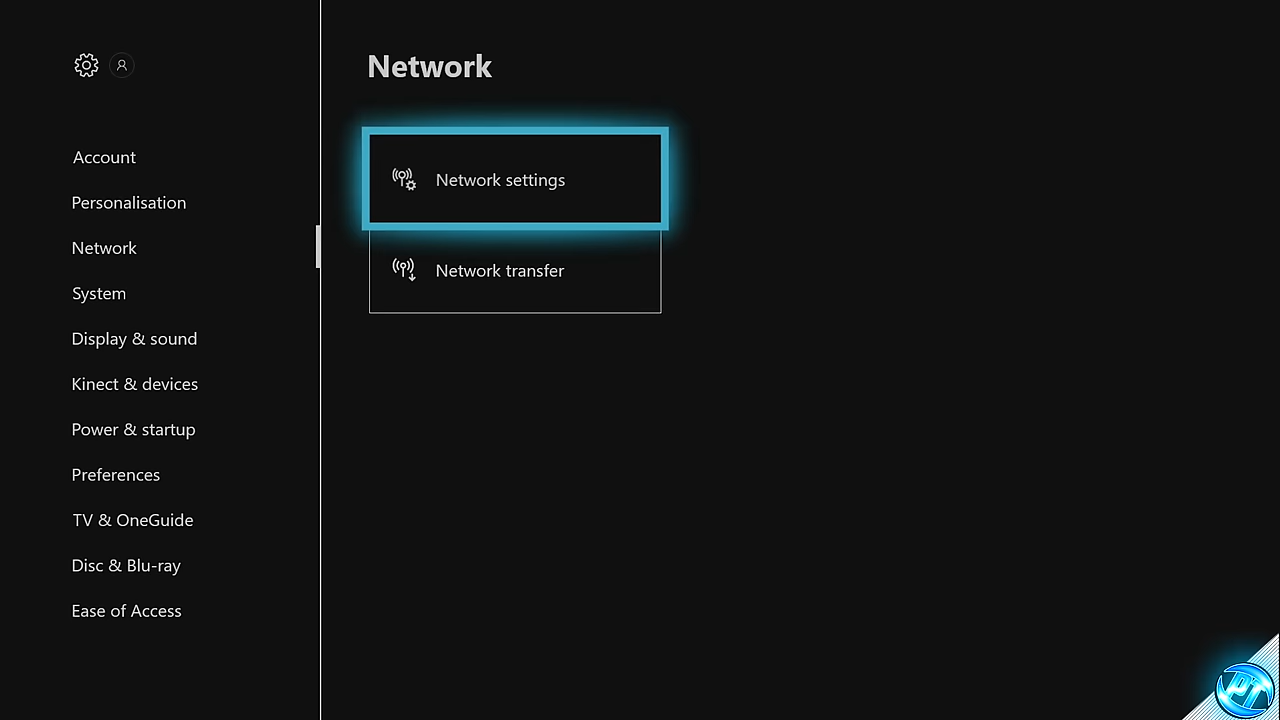 Account
Personalisation
Network
System
Display & sound
Kinect & devices
Power & startup
Preferences
TV & OneGuide
Disc & Blu-ray
Ease of Access
Network
Network settings
Network transfer
PT